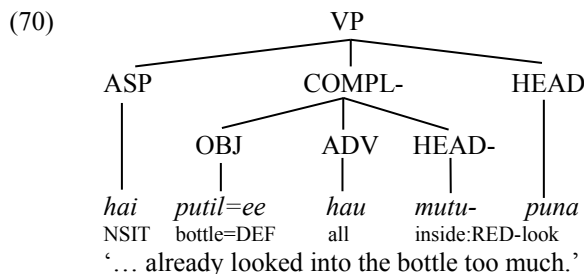 (70) VP
ASP COMPL- HEAD
OBJ ADV HEAD-
hai putil=ee hau mutu- puna
NSIT bottle=DEF all inside:RED-look
‘… already looked into the bottle too much.’